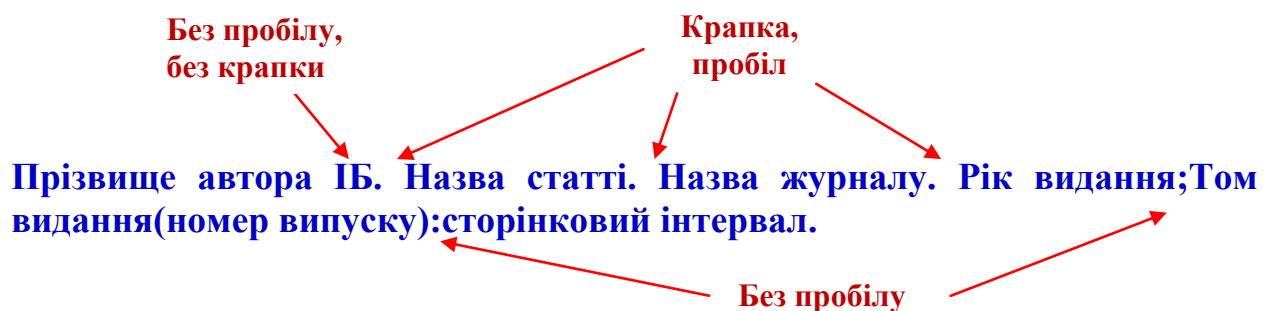 Без пробілу,
без крапки
Крапка,
пробіл
Прізвище автора ІБ. Назва статті. Назва журналу. Рік видання;Том
видання(номер випуску):сторінковий інтервал.
Без пробілу